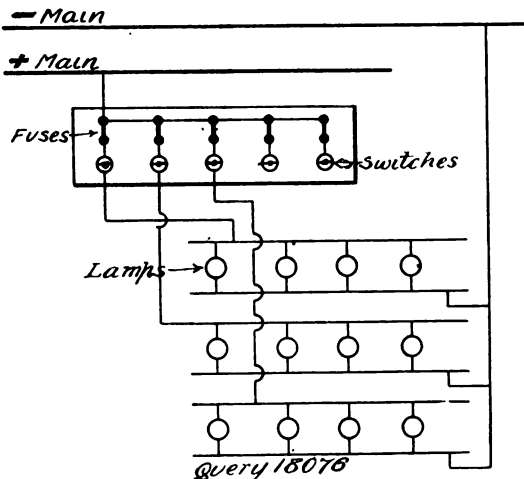 – Main
+ Main
Fuses
Switches
Lamps
Query 18076